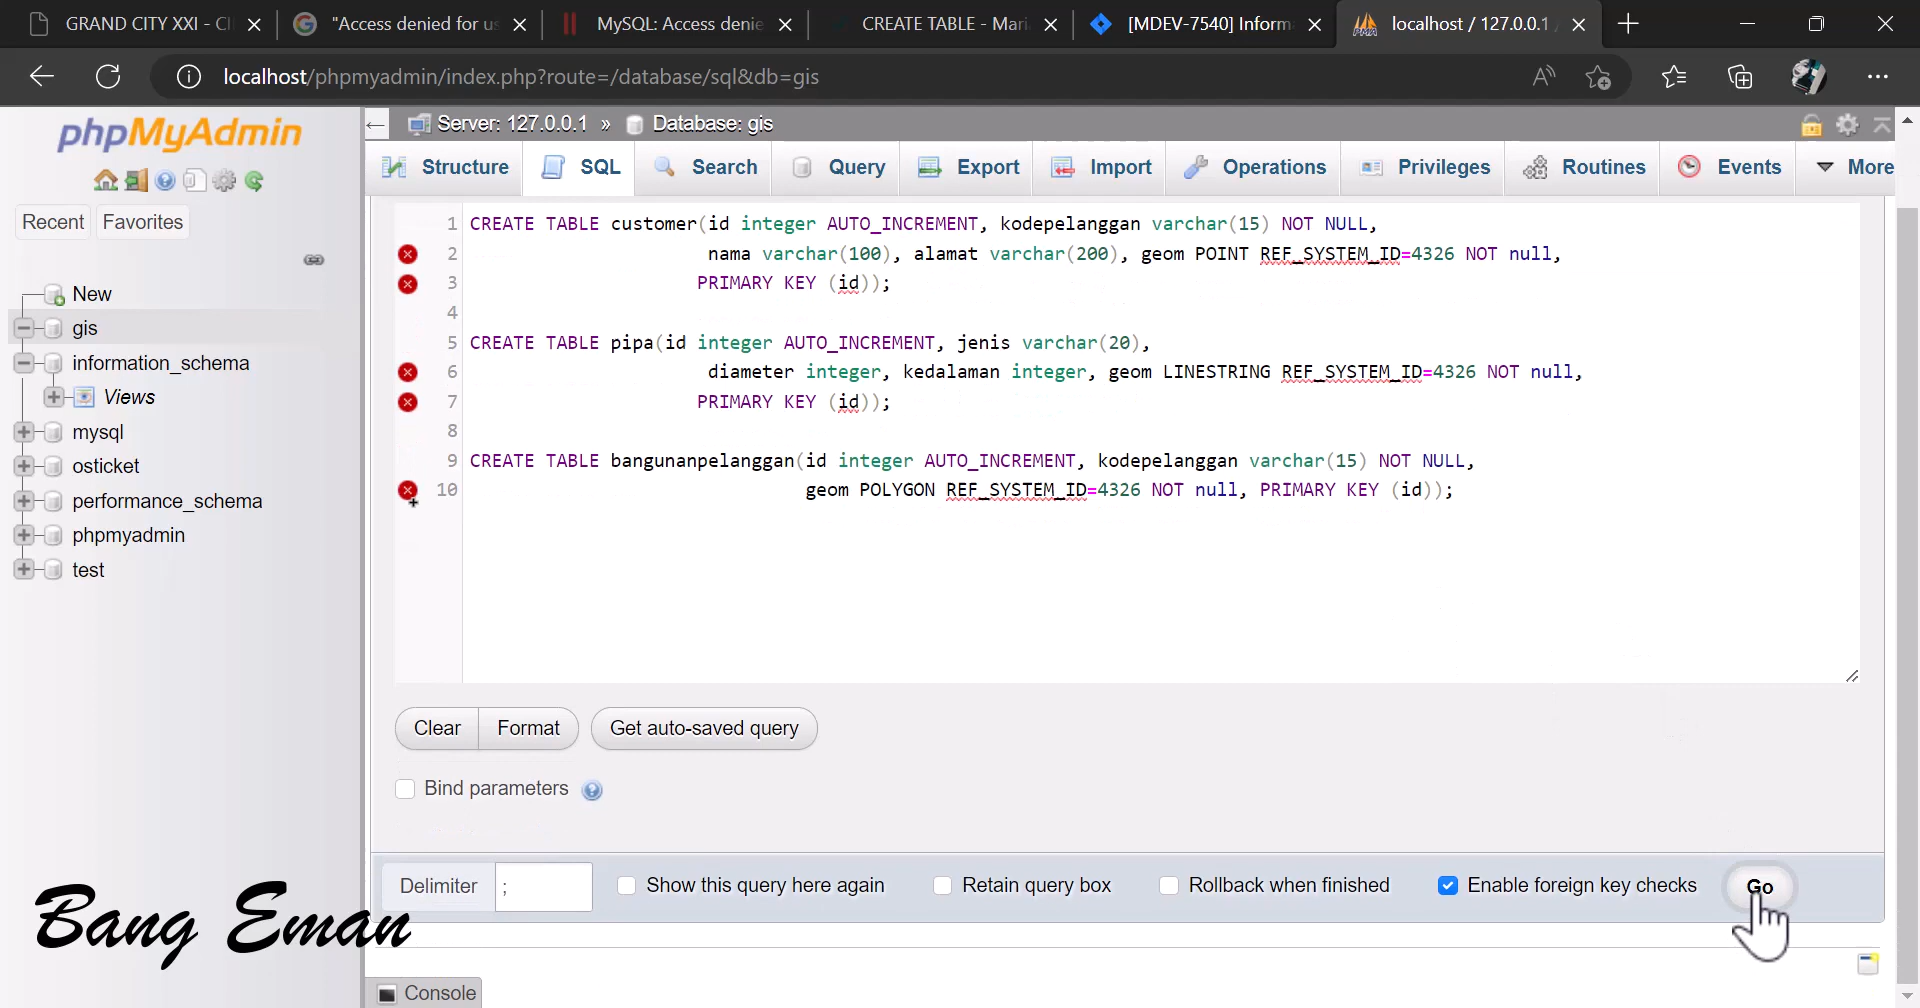 GRAND CITY XXI - CI
"Access denied for us
MySQL: Access denie
CREATE TABLE - Mari
[MDEV-7540] Inform
localhost / 127.0.0.1 /
localhost/phpmyadmin/index.php?route=/database/sql&db=gis
phpMyAdmin
Recent
Favorites
New
gis
information_schema
Views
mysql
osticket
performance_schema
phpmyadmin
test
Server: 127.0.0.1 » Database: gis
Structure
SQL
Search
Query
Export
Import
Operations
Privileges
Routines
Events
More
1 CREATE TABLE customer(id integer AUTO_INCREMENT, kodepelanggan varchar(15) NOT NULL,
2 nama varchar(100), alamat varchar(200), geom POINT REF_SYSTEM_ID=4326 NOT null,
3 PRIMARY KEY (id));
4
5 CREATE TABLE pipa(id integer AUTO_INCREMENT, jenis varchar(20),
6 diameter integer, kedalaman integer, geom LINESTRING REF_SYSTEM_ID=4326 NOT null,
7 PRIMARY KEY (id));
8
9 CREATE TABLE bangunanpelanggan(id integer AUTO_INCREMENT, kodepelanggan varchar(15) NOT NULL,
10 geom POLYGON REF_SYSTEM_ID=4326 NOT null, PRIMARY KEY (id));
Clear
Format
Get auto-saved query
Bind parameters
Delimiter
;
Show this query here again
Retain query box
Rollback when finished
Enable foreign key checks
Go
Console
Bang Eman